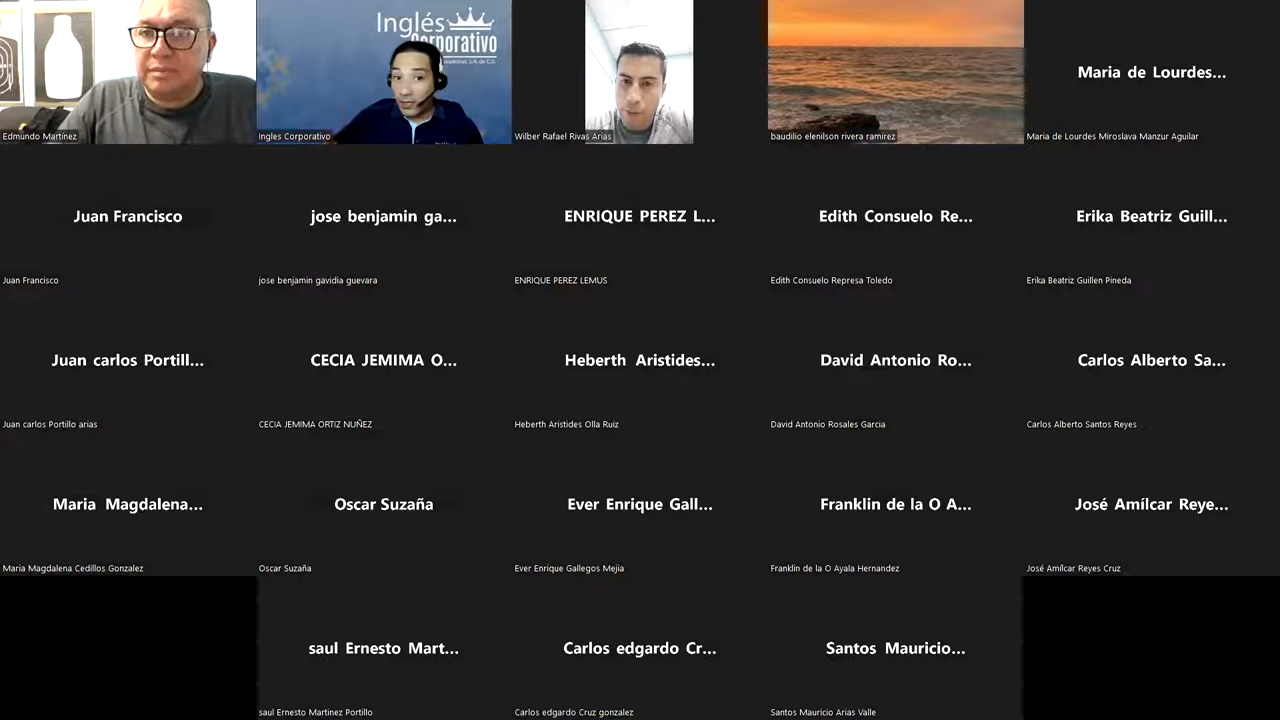 Inglés
Corporativo
Edmundo Martinez
Ingles Corporativo
Wilber Rafael Rivas Arias
baudilio elenilson rivera ramirez
Maria de Lourdes...
Maria de Lourdes Miroslava Manzur Aguilar
Juan Francisco
jose benjamin ga...
ENRIQUE PEREZ L...
Edith Consuelo Re...
Erika Beatriz Guill...
Juan Francisco
jose benjamin gavidia guevara
ENRIQUE PEREZ LEMUS
Edith Consuelo Represa Toledo
Erika Beatriz Guillen Pineda
Juan carlos Portill...
CECIA JEMIMA O...
Heberth Aristides...
David Antonio Ro...
Carlos Alberto Sa...
Juan carlos Portillo arias
CECIA JEMIMA ORTIZ NUÑEZ
Heberth Aristides Olla Ruiz
David Antonio Rosales Garcia
Carlos Alberto Santos Reyes
Maria Magdalena...
Oscar Suzaña
Ever Enrique Gall...
Franklin de la O A...
José Amílcar Reye...
Maria Magdalena Cedillos Gonzalez
Oscar Suzaña
Ever Enrique Gallegos Mejia
Franklin de la O Ayala Hernandez
José Amílcar Reyes Cruz
saul Ernesto Mart...
Carlos edgardo Cr...
Santos Mauricio...
saul Ernesto Martinez Portillo
Carlos edgardo Cruz gonzalez
Santos Mauricio Arias Valle